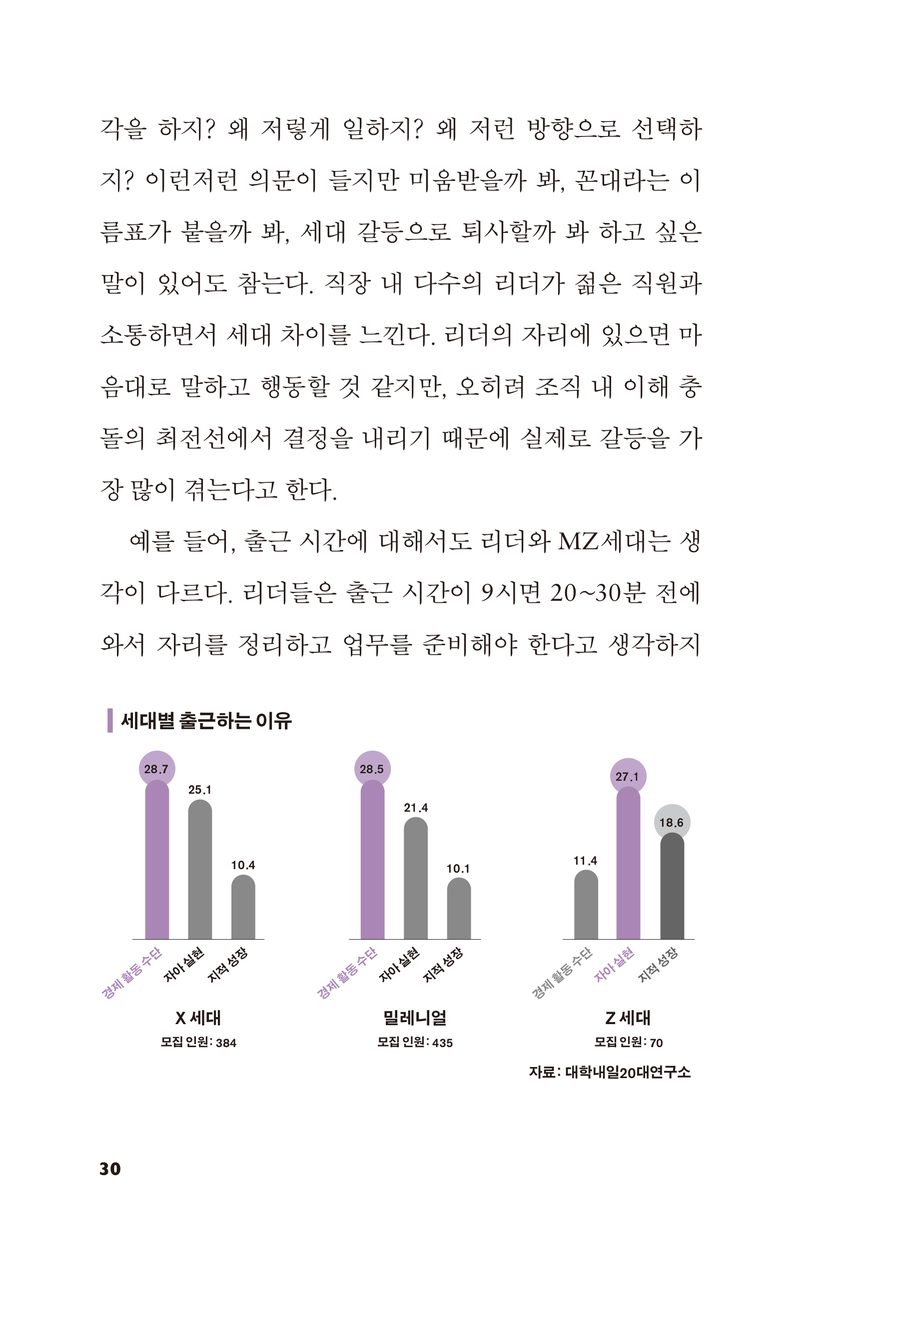 각을 하지? 왜 저렇게 일하지? 왜 저런 방향으로 선택하
지? 이런저런 의문이 들지만 미움받을까 봐, 꼰대라는 이
름표가 붙을까 봐, 세대 갈등으로 퇴사할까 봐 하고 싶은
말이 있어도 참는다. 직장 내 다수의 리더가 젊은 직원과
소통하면서 세대 차이를 느낀다. 리더의 자리에 있으면 마
음대로 말하고 행동할 것 같지만, 오히려 조직 내 이해 충
돌의 최전선에서 결정을 내리기 때문에 실제로 갈등을 가
장 많이 겪는다고 한다.
예를 들어, 출근 시간에 대해서도 리더와 MZ세대는 생
각이 다르다. 리더들은 출근 시간이 9시면 20~30분 전에
와서 자리를 정리하고 업무를 준비해야 한다고 생각하지
세대별 출근하는 이유
28.7
25.1
10.4
경제 활동 수단
자아 실현
지적 성장
X 세대
모집 인원: 384
28.5
21.4
10.1
경제 활동 수단
자아 실현
지적 성장
밀레니얼
모집 인원: 435
11.4
27.1
18.6
경제 활동 수단
자아 실현
지적 성장
Z 세대
모집 인원: 70
자료: 대학내일20대연구소
30